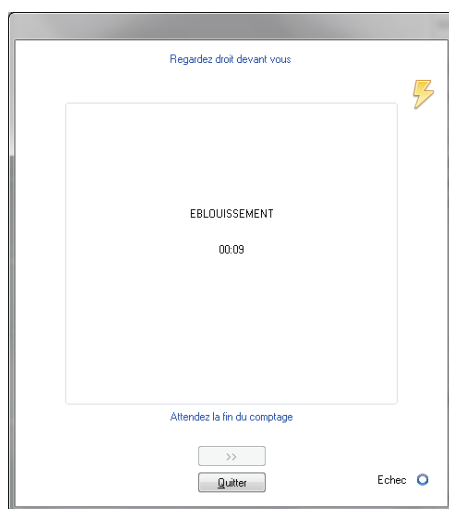 Regardez droit devant vous
EBLOUISSEMENT
00:09
Attendez la fin du comptage
>>
Quitter
Echec